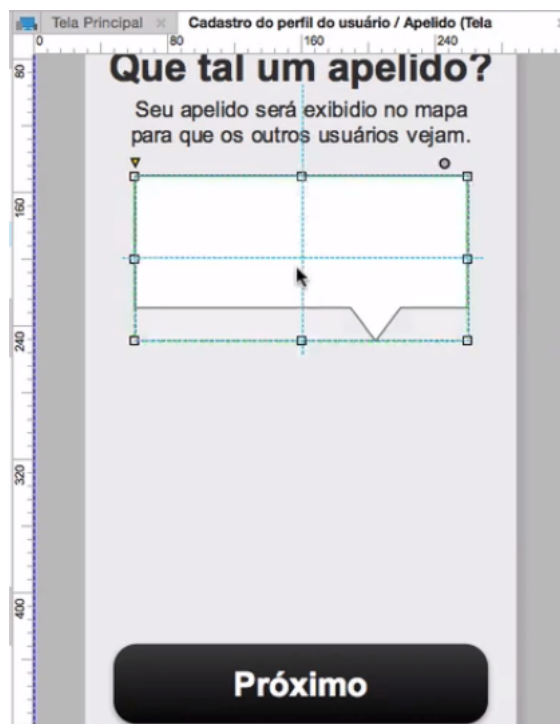 Tela Principal
Cadastro do perfil do usuário / Apelido (Tela
0 80 160 240
80
Que tal um apelido?
Seu apelido será exibidio no mapa
para que os outros usuários vejam.
160
240
320
400
Próximo